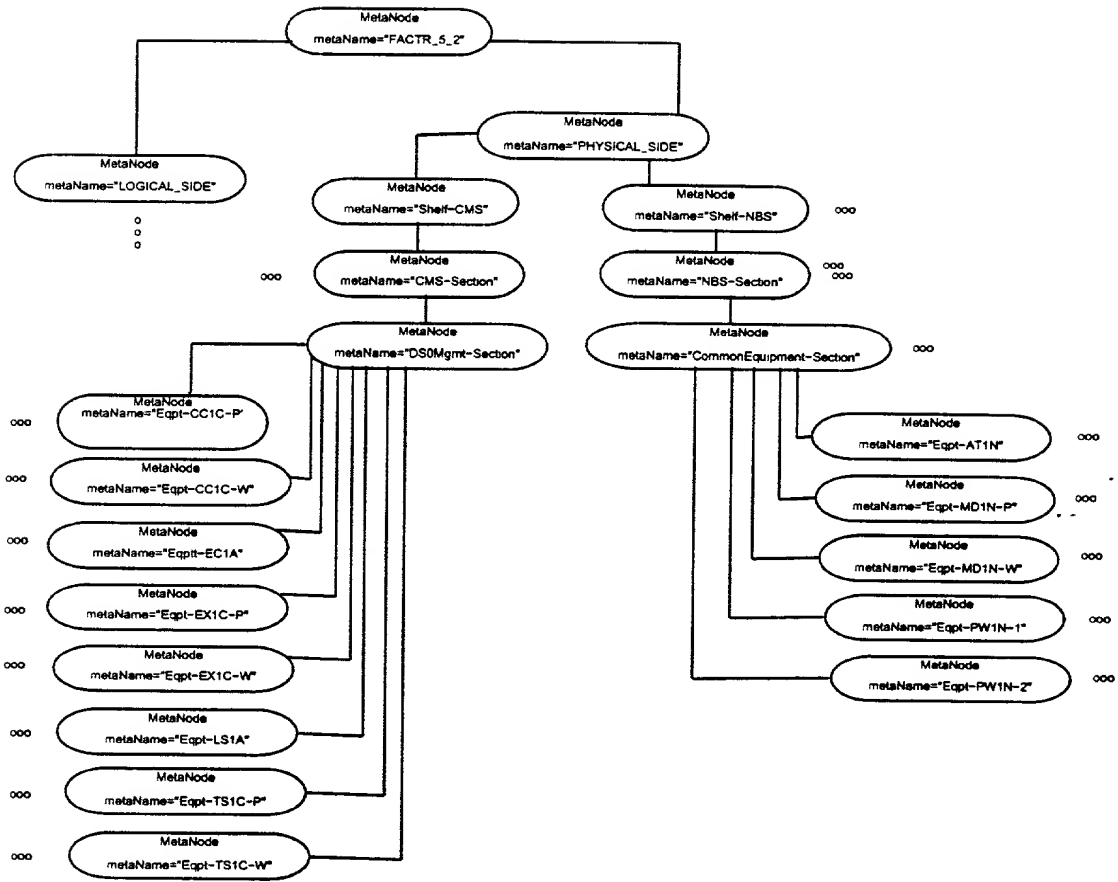 MetaNode
metaName="FACTR_5_2"
MetaNode
metaName="PHYSICAL_SIDE"
MetaNode
metaName="LOGICAL_SIDE"
MetaNode
metaName="Shelf-CMS"
MetaNode
metaName="Shelf-NBS"
MetaNode
metaName="CMS-Section"
MetaNode
metaName="NBS-Section"
MetaNode
metaName="DS0Mgmt-Section"
MetaNode
metaName="CommonEquipment-Section"
MetaNode
metaName="Eqpt-CC1C-P'
MetaNode
metaName="Eqpt-CC1C-W"
MetaNode
metaName="Eqptt-EC1A"
MetaNode
metaName="Eqpt-EX1C-P"
MetaNode
metaName="Eqpt-EX1C-W"
MetaNode
metaName="Eqpt-LS1A"
MetaNode
metaName="Eqpt-TS1C-P"
MetaNode
metaName="Eqpt-TS1C-W"
MetaNode
metaName="Eqpt-AT1N"
MetaNode
metaName="Eqpt-MD1N-P"
MetaNode
metaName="Eqpt-MD1N-W"
MetaNode
metaName="Eqpt-PW1N-1"
MetaNode
metaName="Eqpt-PW1N-2"